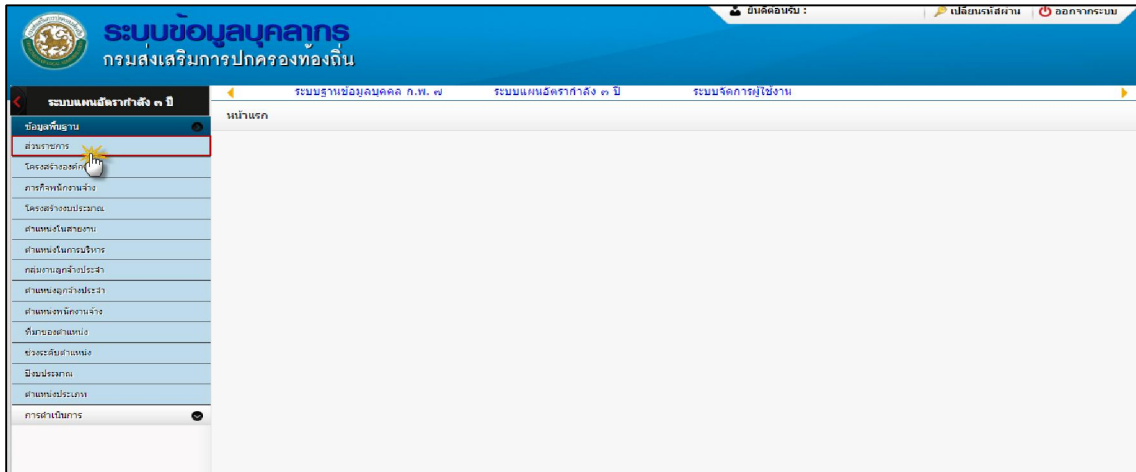 ยินดีต้อนรับ :
เปลี่ยนรหัสผ่าน
ออกจากระบบ
ระบบข้อมูลบุคลากร
กรมส่งเสริมการปกครองท้องถิ่น
ระบบแผนอัตรากำลัง ๓ ปี
ระบบฐานข้อมูลบุคคล ก.พ. ๗
ระบบแผนอัตรากำลัง ๓ ปี
ระบบจัดการผู้ใช้งาน
หน้าแรก
ข้อมูลพื้นฐาน
ส่วนราชการ
โครงสร้างองค์ก
ภารกิจพนักงานจ้าง
โครงสร้างงบประมาณ
ตำแหน่งในสายงาน
ตำแหน่งในการบริหาร
กลุ่มงานลูกจ้างประจำ
ตำแหน่งลูกจ้างประจำ
ตำแหน่งพนักงานจ้าง
ที่มาของตำแหน่ง
ช่วงระดับตำแหน่ง
ปีงบประมาณ
ตำแหน่งประเภท
การดำเนินการ